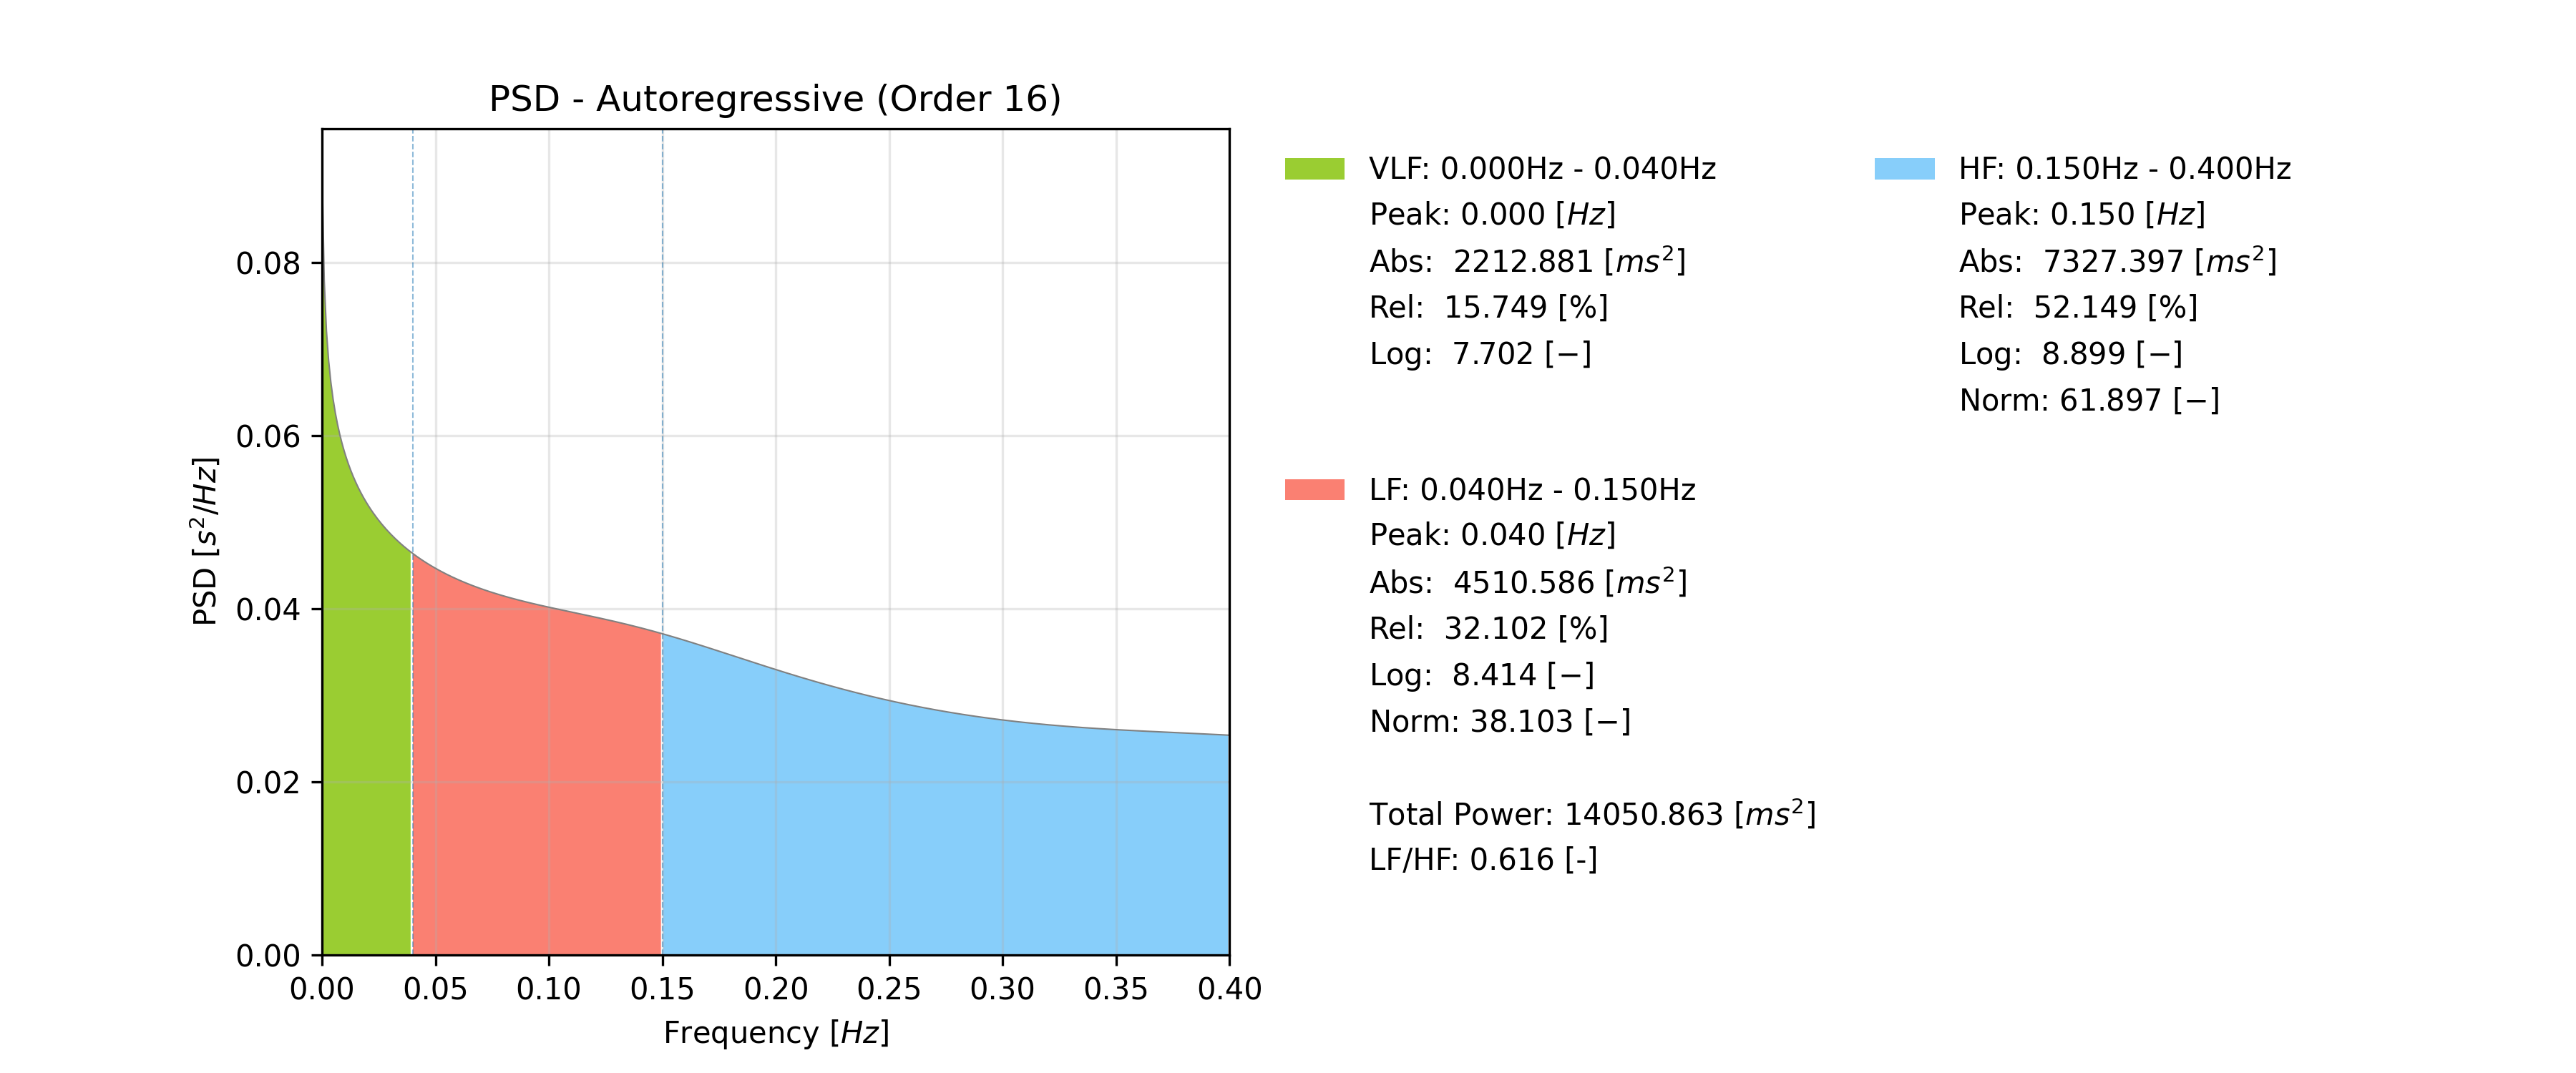 PSD - Autoregressive (Order 16)
PSD [s²/Hz]
0.08
0.06
0.04
0.02
0.00
0.00 0.05 0.10 0.15 0.20 0.25 0.30 0.35 0.40
Frequency [Hz]
VLF: 0.000Hz - 0.040Hz
Peak: 0.000 [Hz]
Abs: 2212.881 [ms²]
Rel: 15.749 [%]
Log: 7.702 [−]
LF: 0.040Hz - 0.150Hz
Peak: 0.040 [Hz]
Abs: 4510.586 [ms²]
Rel: 32.102 [%]
Log: 8.414 [−]
Norm: 38.103 [−]
Total Power: 14050.863 [ms²]
LF/HF: 0.616 [-]
HF: 0.150Hz - 0.400Hz
Peak: 0.150 [Hz]
Abs: 7327.397 [ms²]
Rel: 52.149 [%]
Log: 8.899 [−]
Norm: 61.897 [−]